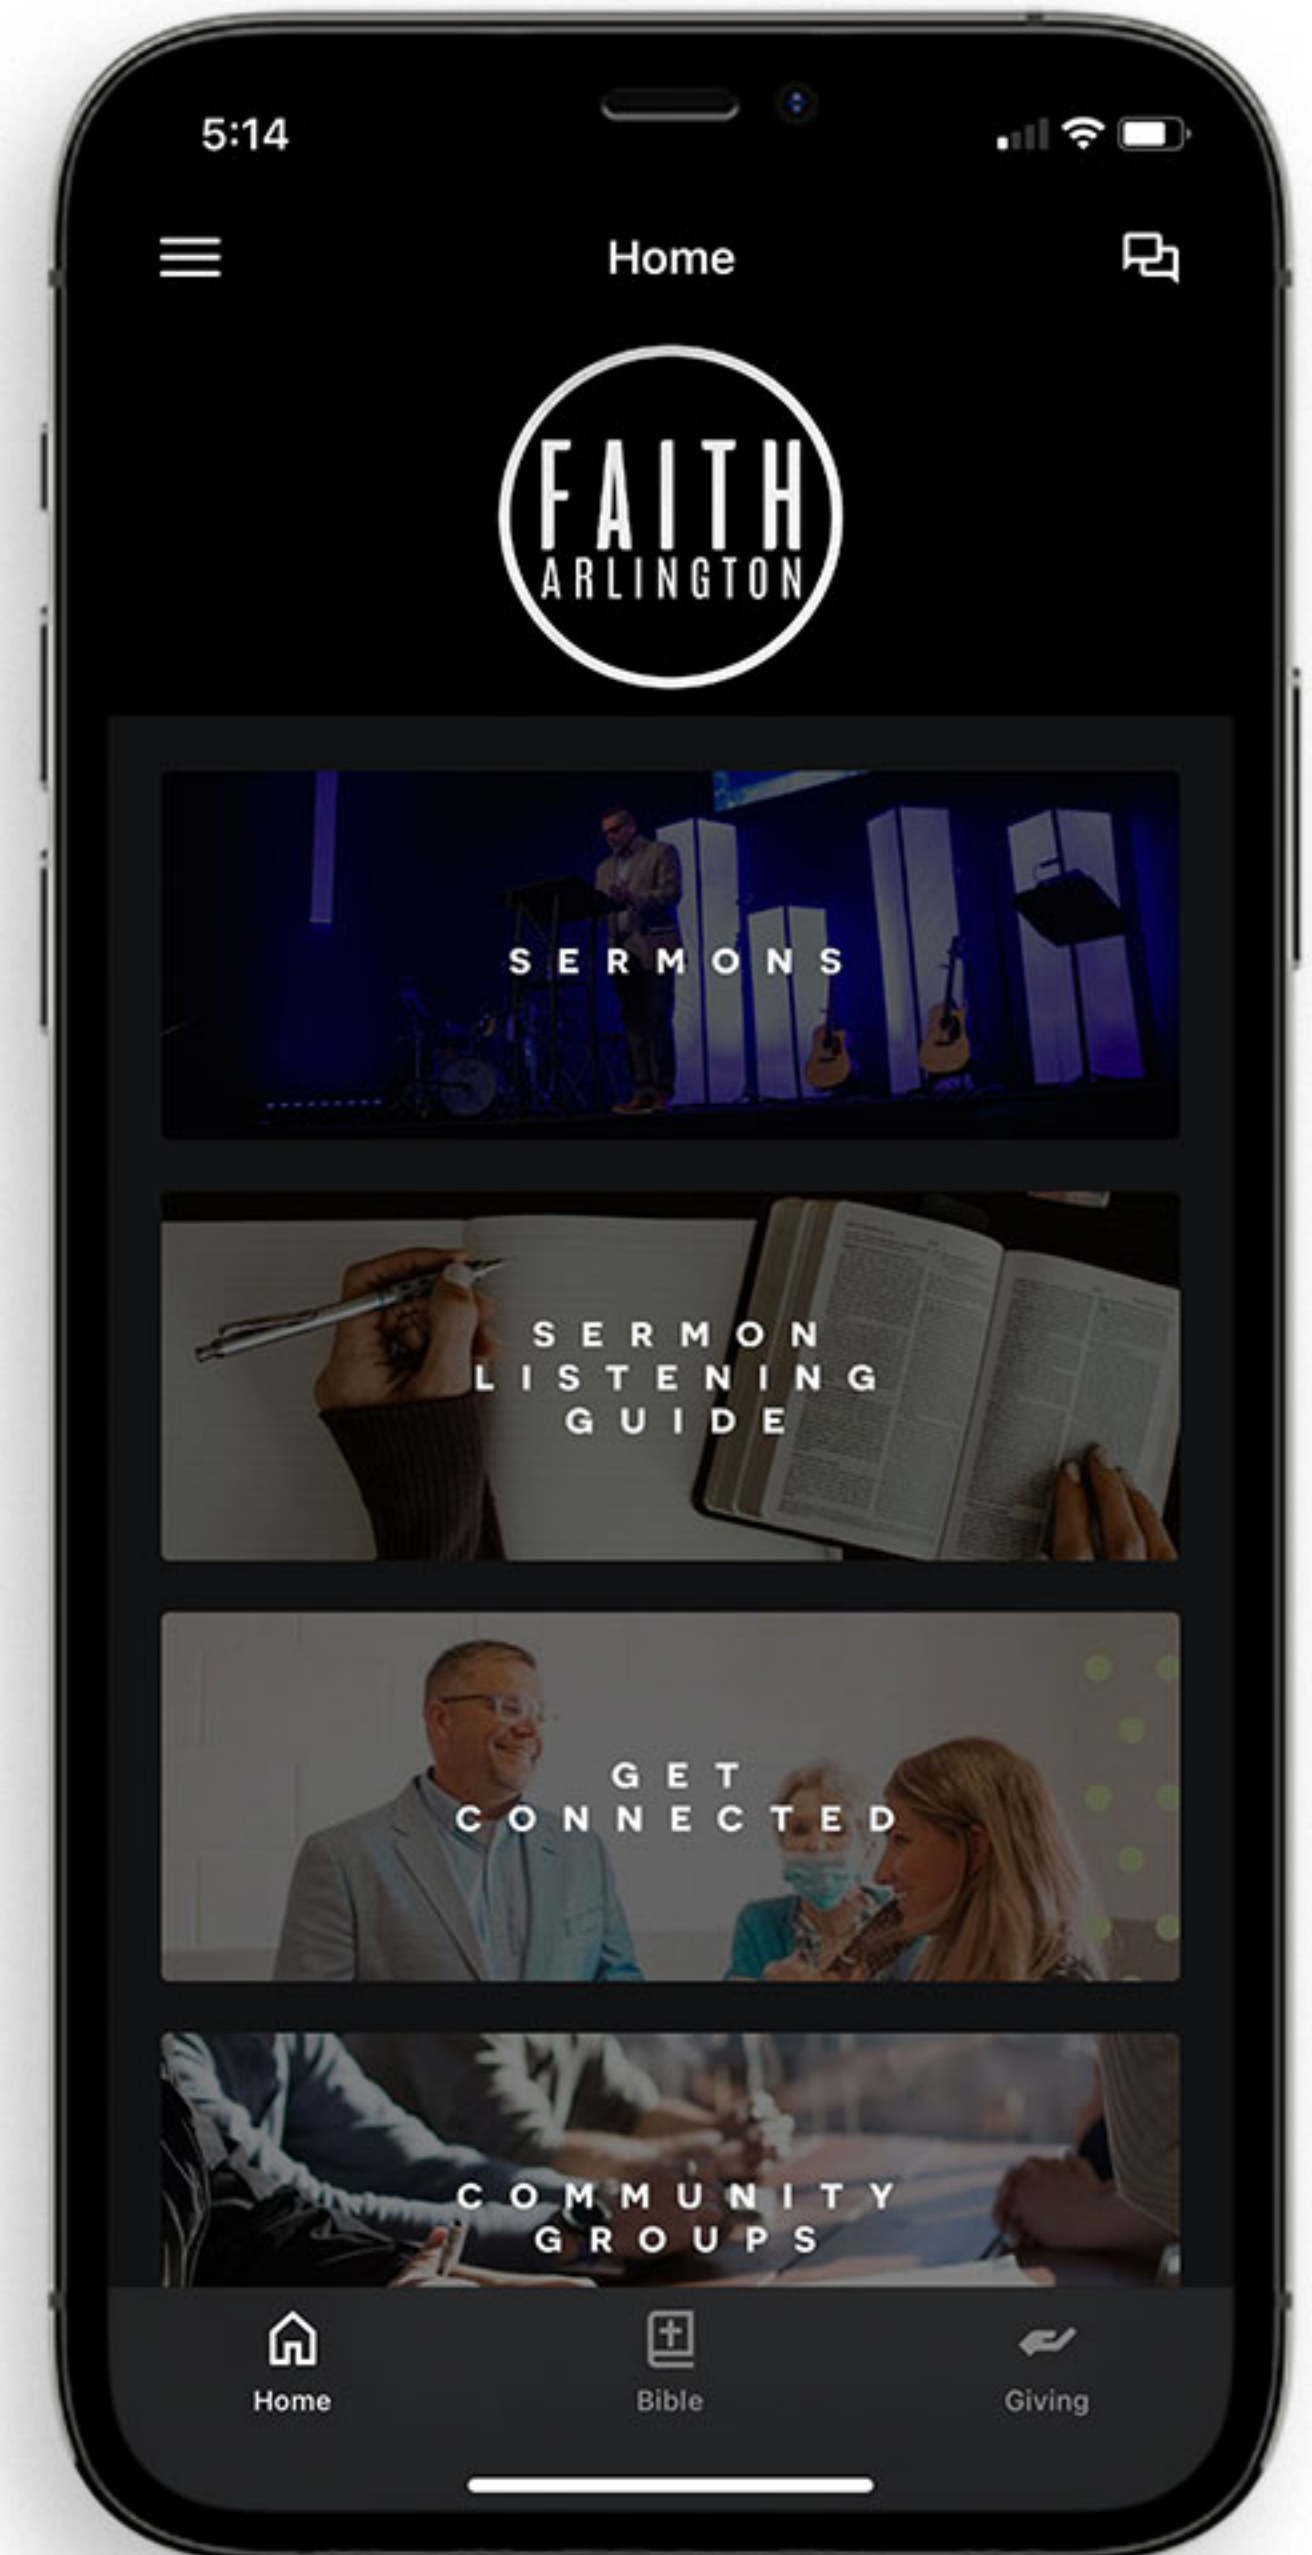 5:14
Home
FAITH
ARLINGTON
SERMONS
SERMON
LISTENING
GUIDE
GET
CONNECTED
COMMUNITY
GROUPS
Home
Bible
Giving